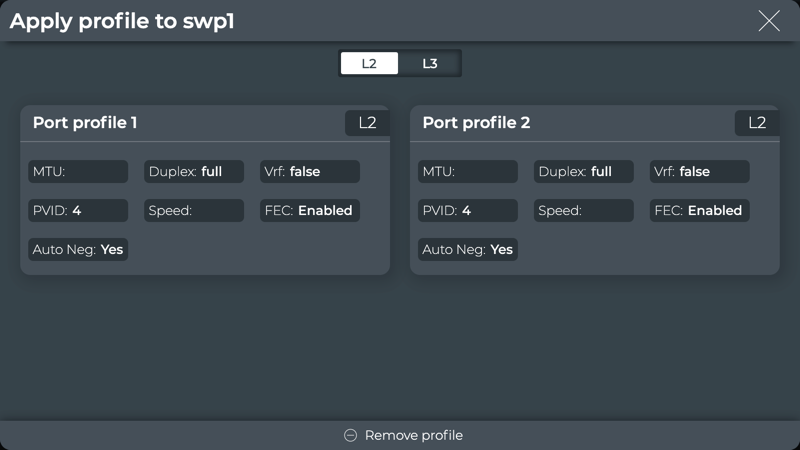 Apply profile to swp1
L2 L3
Port profile 1 L2
MTU: Duplex: full Vrf: false
PVID: 4 Speed: FEC: Enabled
Auto Neg: Yes
Port profile 2 L2
MTU: Duplex: full Vrf: false
PVID: 4 Speed: FEC: Enabled
Auto Neg: Yes
Remove profile